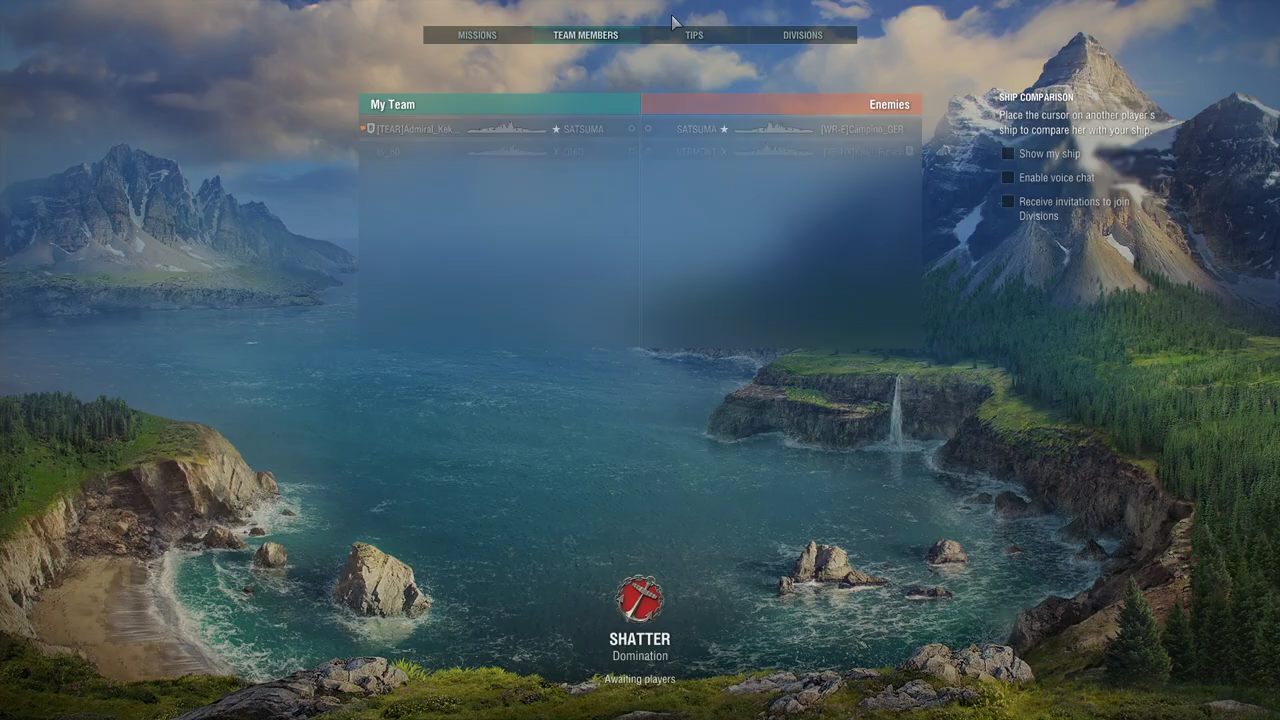 MISSIONS TEAM MEMBERS TIPS DIVISIONS
My Team Enemies
SHIP COMPARISON
Place the cursor on another player's
ship to compare her with your ship.
[TEAR]Admiral_Kek... ★ SATSUMA SATSUMA ★ [WR-F]Campino_GER
X OHIO VERMONT X
Show my ship
Enable voice chat
Receive invitations to join
Divisions
SHATTER
Domination
Awaiting players